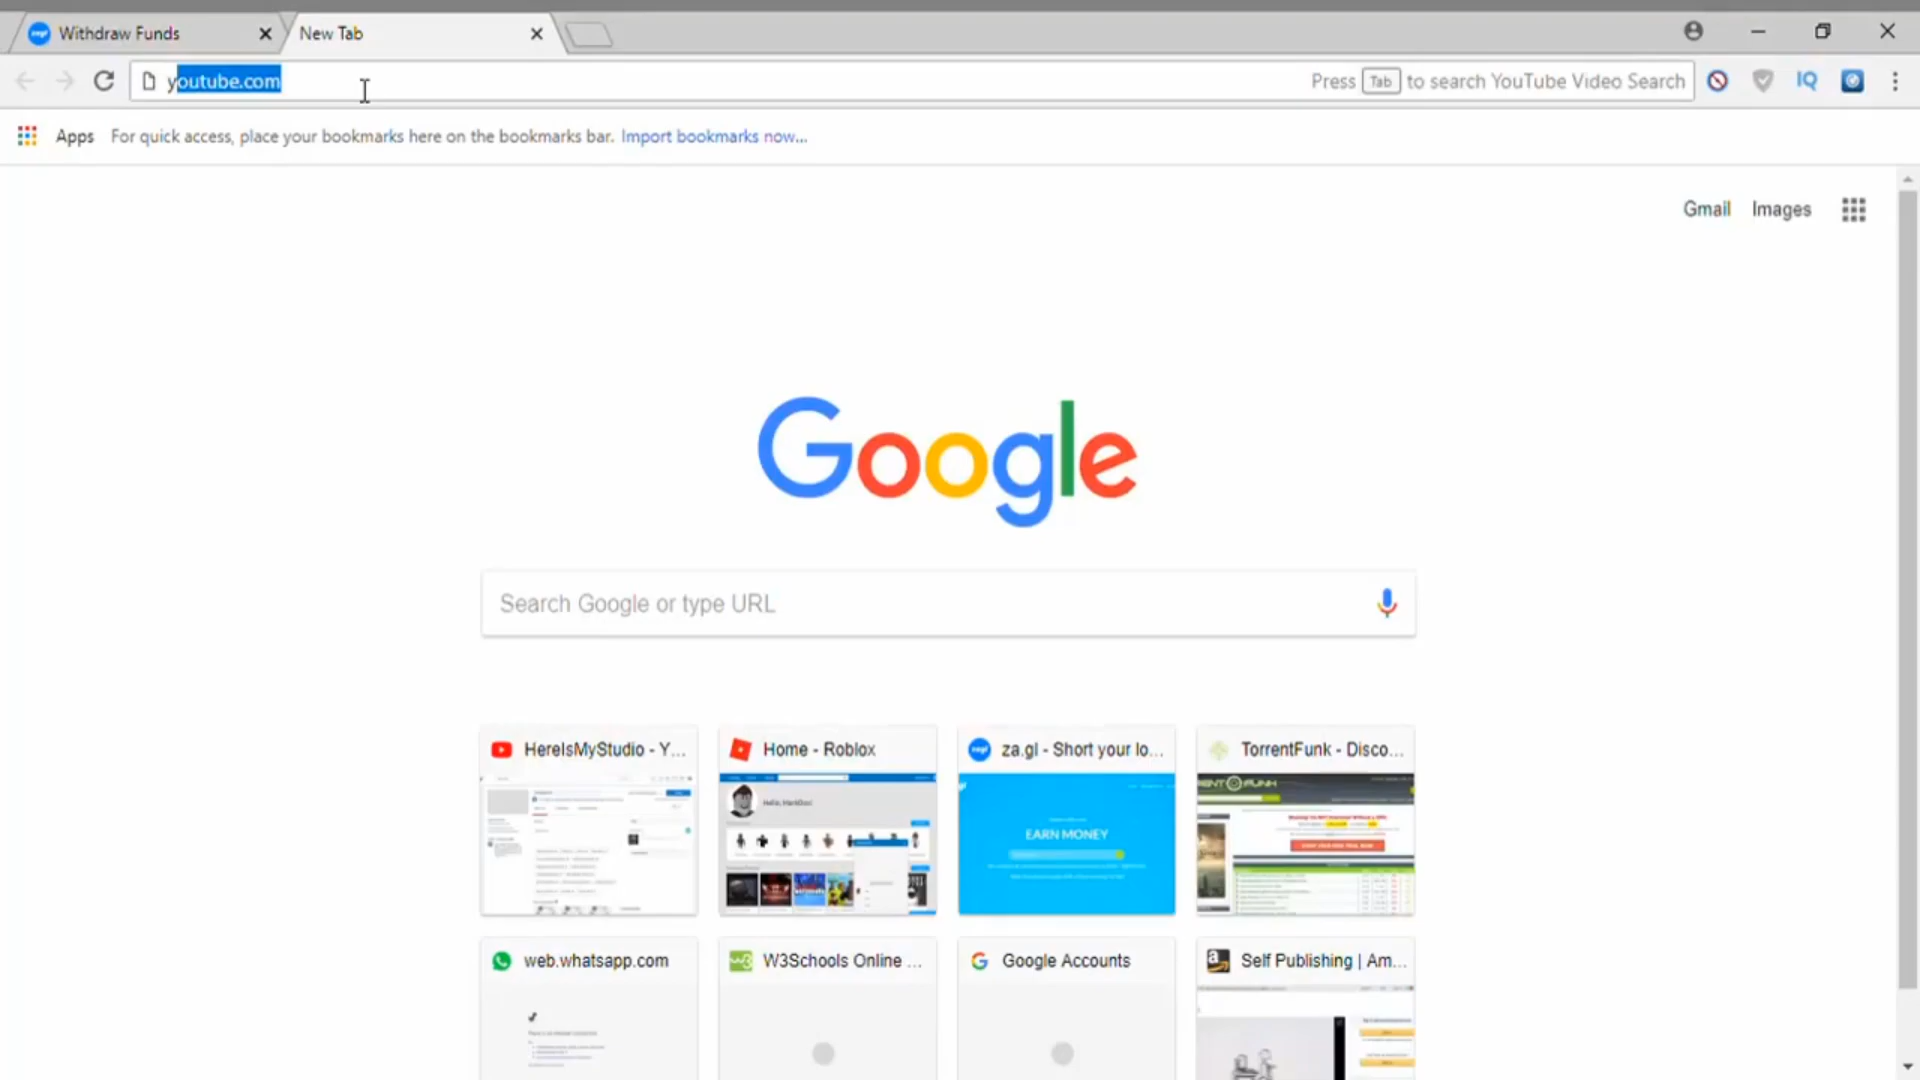 Withdraw Funds
New Tab
youtube.com
Press Tab to search YouTube Video Search
IQ
Apps
For quick access, place your bookmarks here on the bookmarks bar. Import bookmarks now...
Gmail
Images
Google
Search Google or type URL
HereIsMyStudio - Y...
Home - Roblox
za.gl - Short your lo...
TorrentFunk - Disco...
EARN MONEY
web.whatsapp.com
W3Schools Online ...
Google Accounts
Self Publishing | Am...